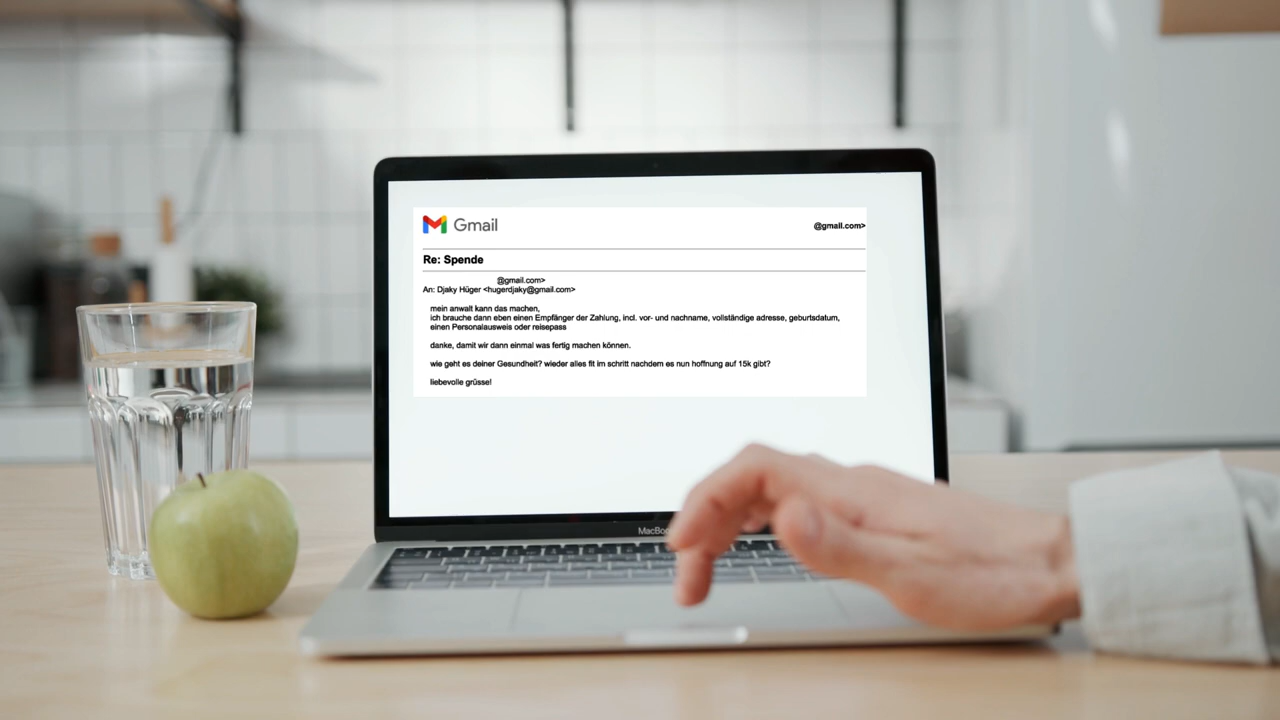 Gmail
@gmail.com>
Re: Spende
@gmail.com>
An: Djaky Hüger <hugerdjaky@gmail.com>
mein anwalt kann das machen,
ich brauche dann eben einen Empfänger der Zahlung, incl. vor- und nachname, vollständige adresse, geburtsdatum,
einen Personalausweis oder reisepass
danke, damit wir dann einmal was fertig machen können.
wie geht es deiner Gesundheit? wieder alles fit im schritt nachdem es nun hoffnung auf 15k gibt?
liebevolle grüsse!
MacBoo